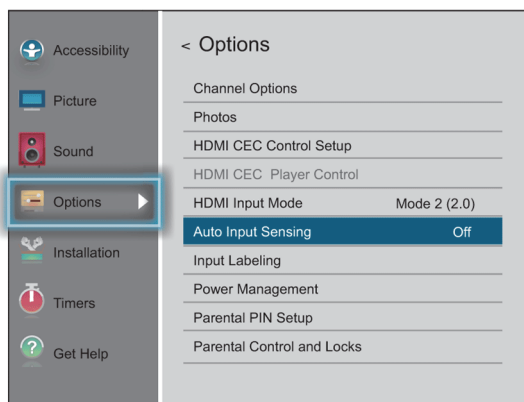 Accessibility
Picture
Sound
Options
Installation
Timers
Get Help
< Options
Channel Options
Photos
HDMI CEC Control Setup
HDMI CEC Player Control
HDMI Input Mode Mode 2 (2.0)
Auto Input Sensing Off
Input Labeling
Power Management
Parental PIN Setup
Parental Control and Locks